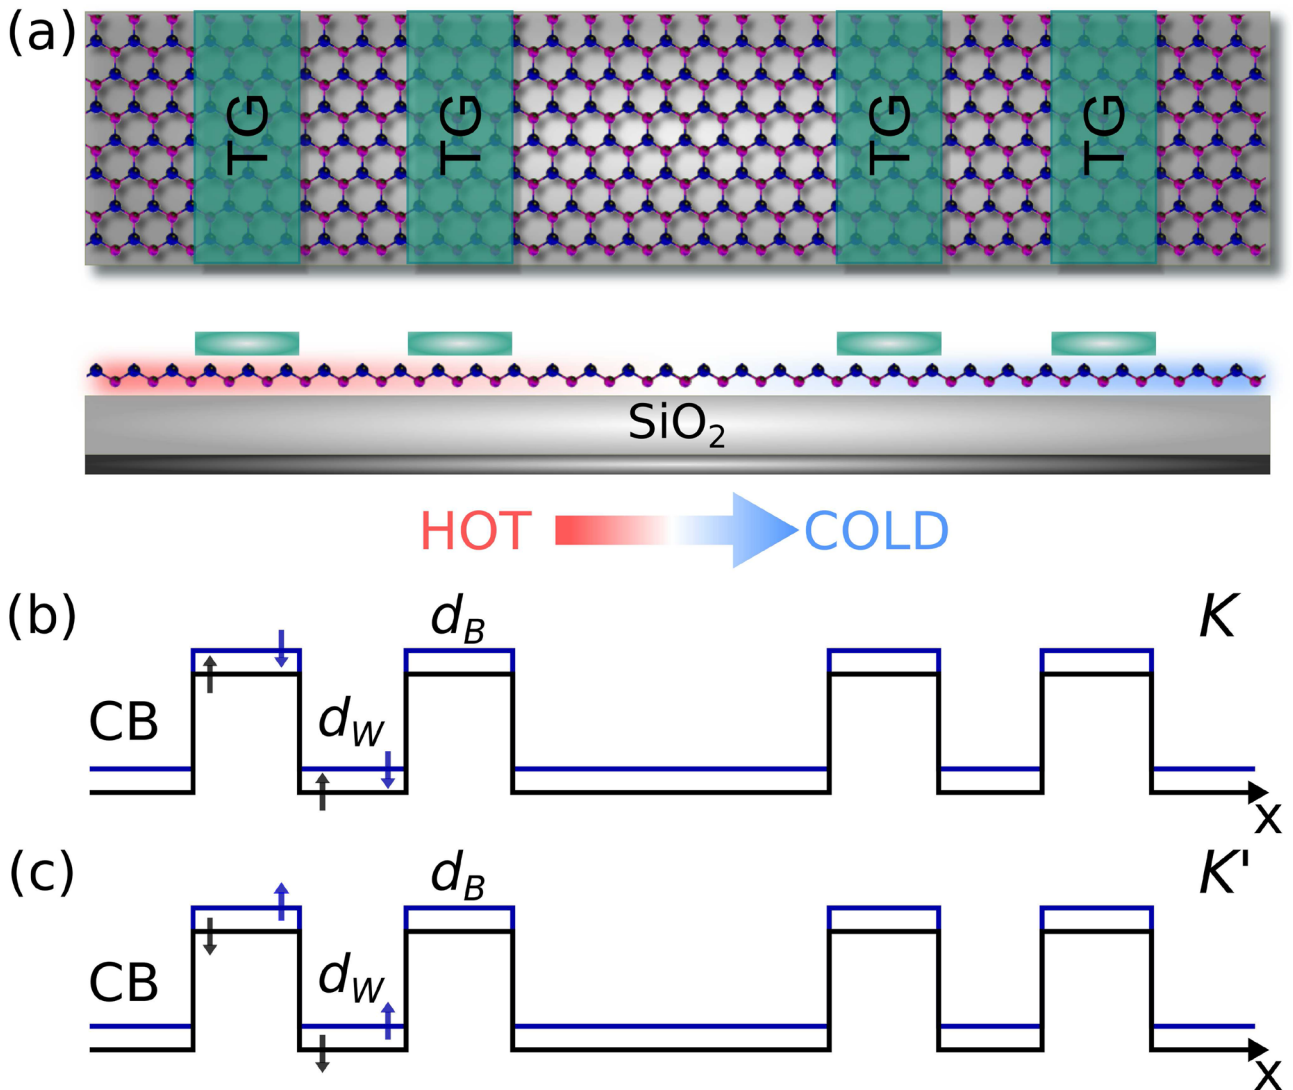 (a)
TG TG TG TG
SiO₂
HOT COLD
(b) d_B K
CB d_W
x
(c) d_B K'
CB d_W
x